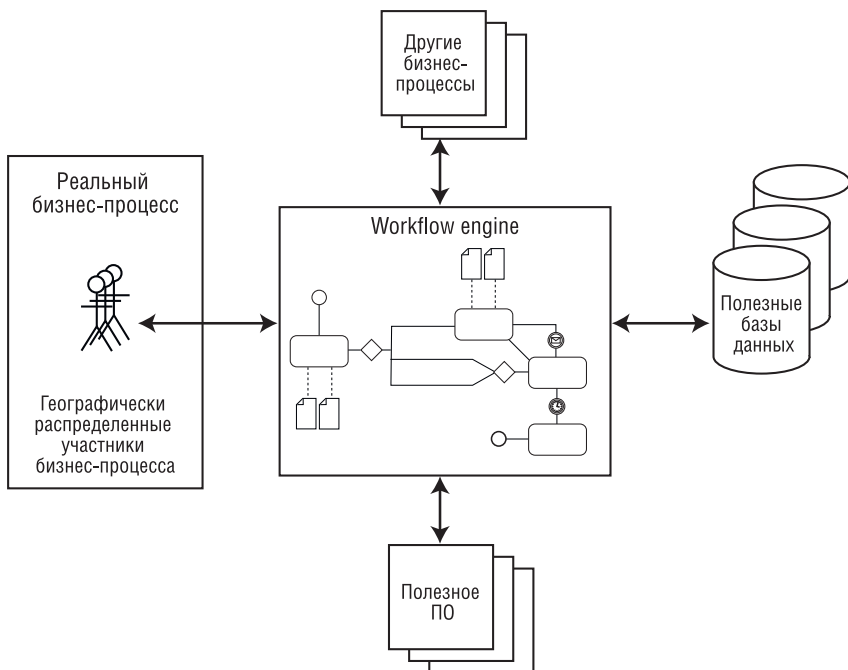 Другие
бизнес-
процессы
Реальный
бизнес-процесс
Географически
распределенные
участники
бизнес-процесса
Workflow engine
Полезные
базы
данных
Полезное
ПО